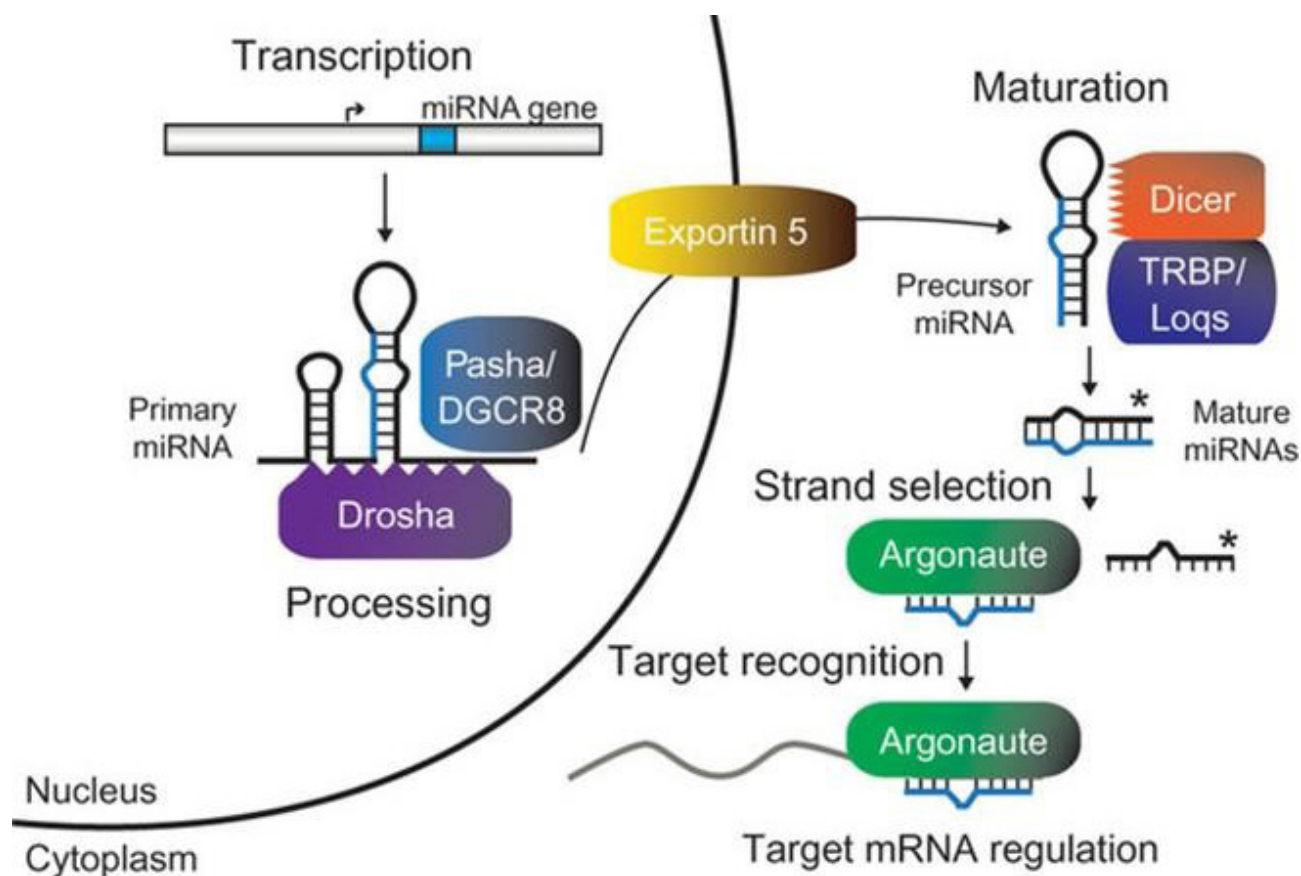 Transcription
miRNA gene
Primary
miRNA
Pasha/
DGCR8
Drosha
Processing
Exportin 5
Maturation
Dicer
TRBP/
Loqs
Precursor
miRNA
*
Mature
miRNAs
Strand selection
Argonaute
*
Target recognition
Argonaute
Target mRNA regulation
Nucleus
Cytoplasm